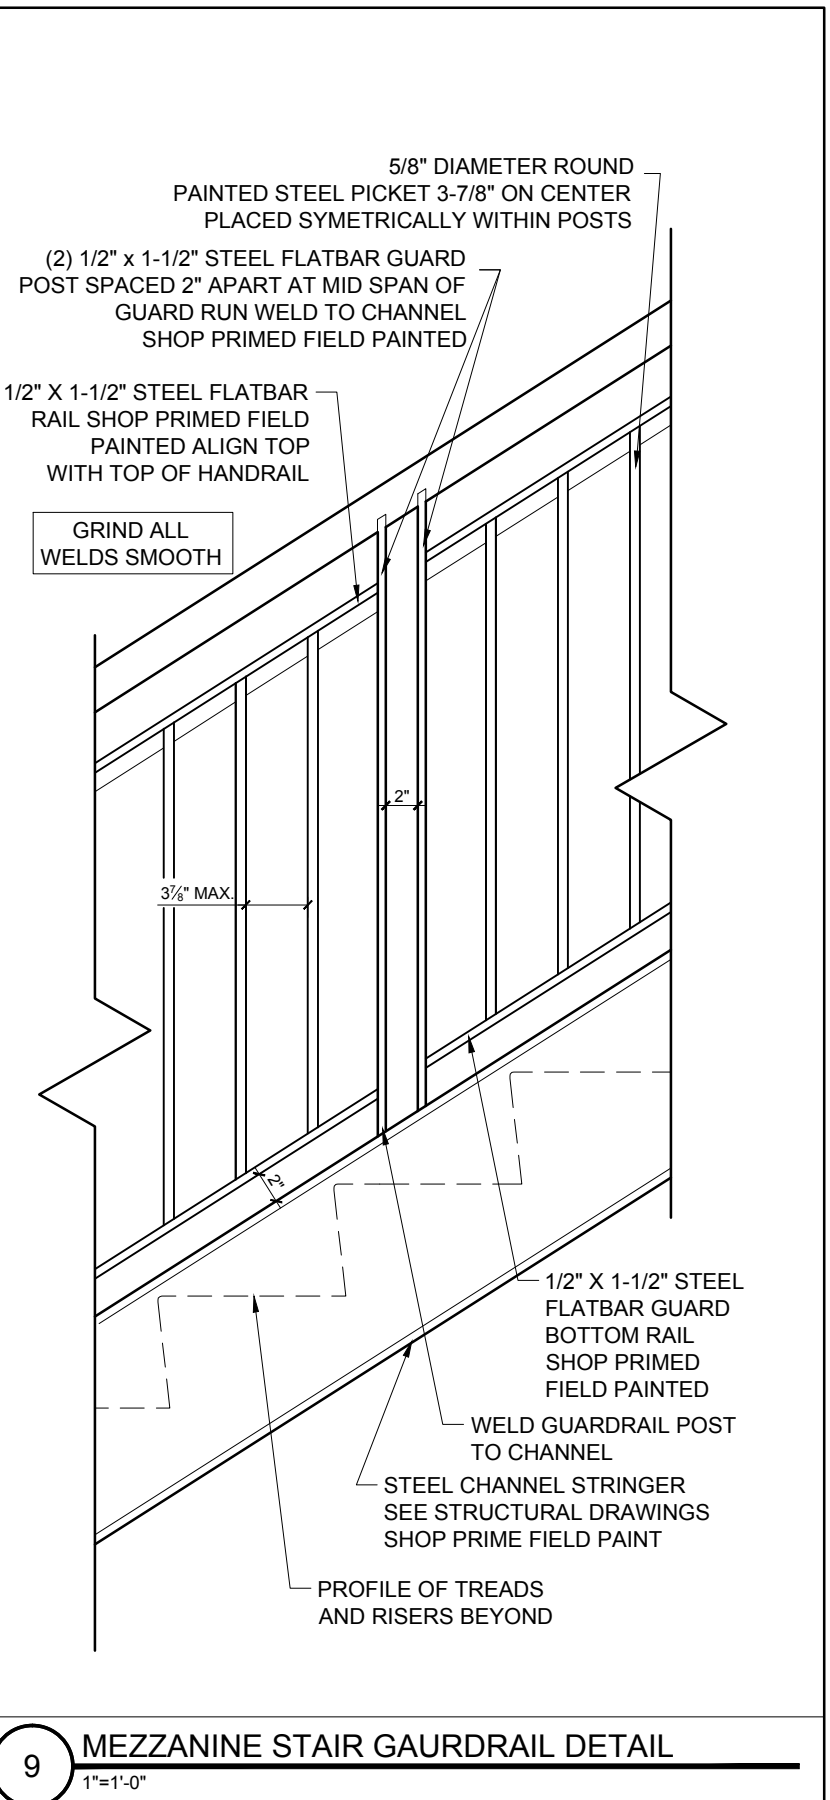 5/8" DIAMETER ROUND
PAINTED STEEL PICKET 3-7/8" ON CENTER
PLACED SYMETRICALLY WITHIN POSTS
(2) 1/2" x 1-1/2" STEEL FLATBAR GUARD
POST SPACED 2" APART AT MID SPAN OF
GUARD RUN WELD TO CHANNEL
SHOP PRIMED FIELD PAINTED
1/2" X 1-1/2" STEEL FLATBAR
RAIL SHOP PRIMED FIELD
PAINTED ALIGN TOP
WITH TOP OF HANDRAIL
GRIND ALL
WELDS SMOOTH
2"
3⅞" MAX.
2"
1/2" X 1-1/2" STEEL
FLATBAR GUARD
BOTTOM RAIL
SHOP PRIMED
FIELD PAINTED
WELD GUARDRAIL POST
TO CHANNEL
STEEL CHANNEL STRINGER
SEE STRUCTURAL DRAWINGS
SHOP PRIME FIELD PAINT
PROFILE OF TREADS
AND RISERS BEYOND
9
MEZZANINE STAIR GAURDRAIL DETAIL
1"=1'-0"